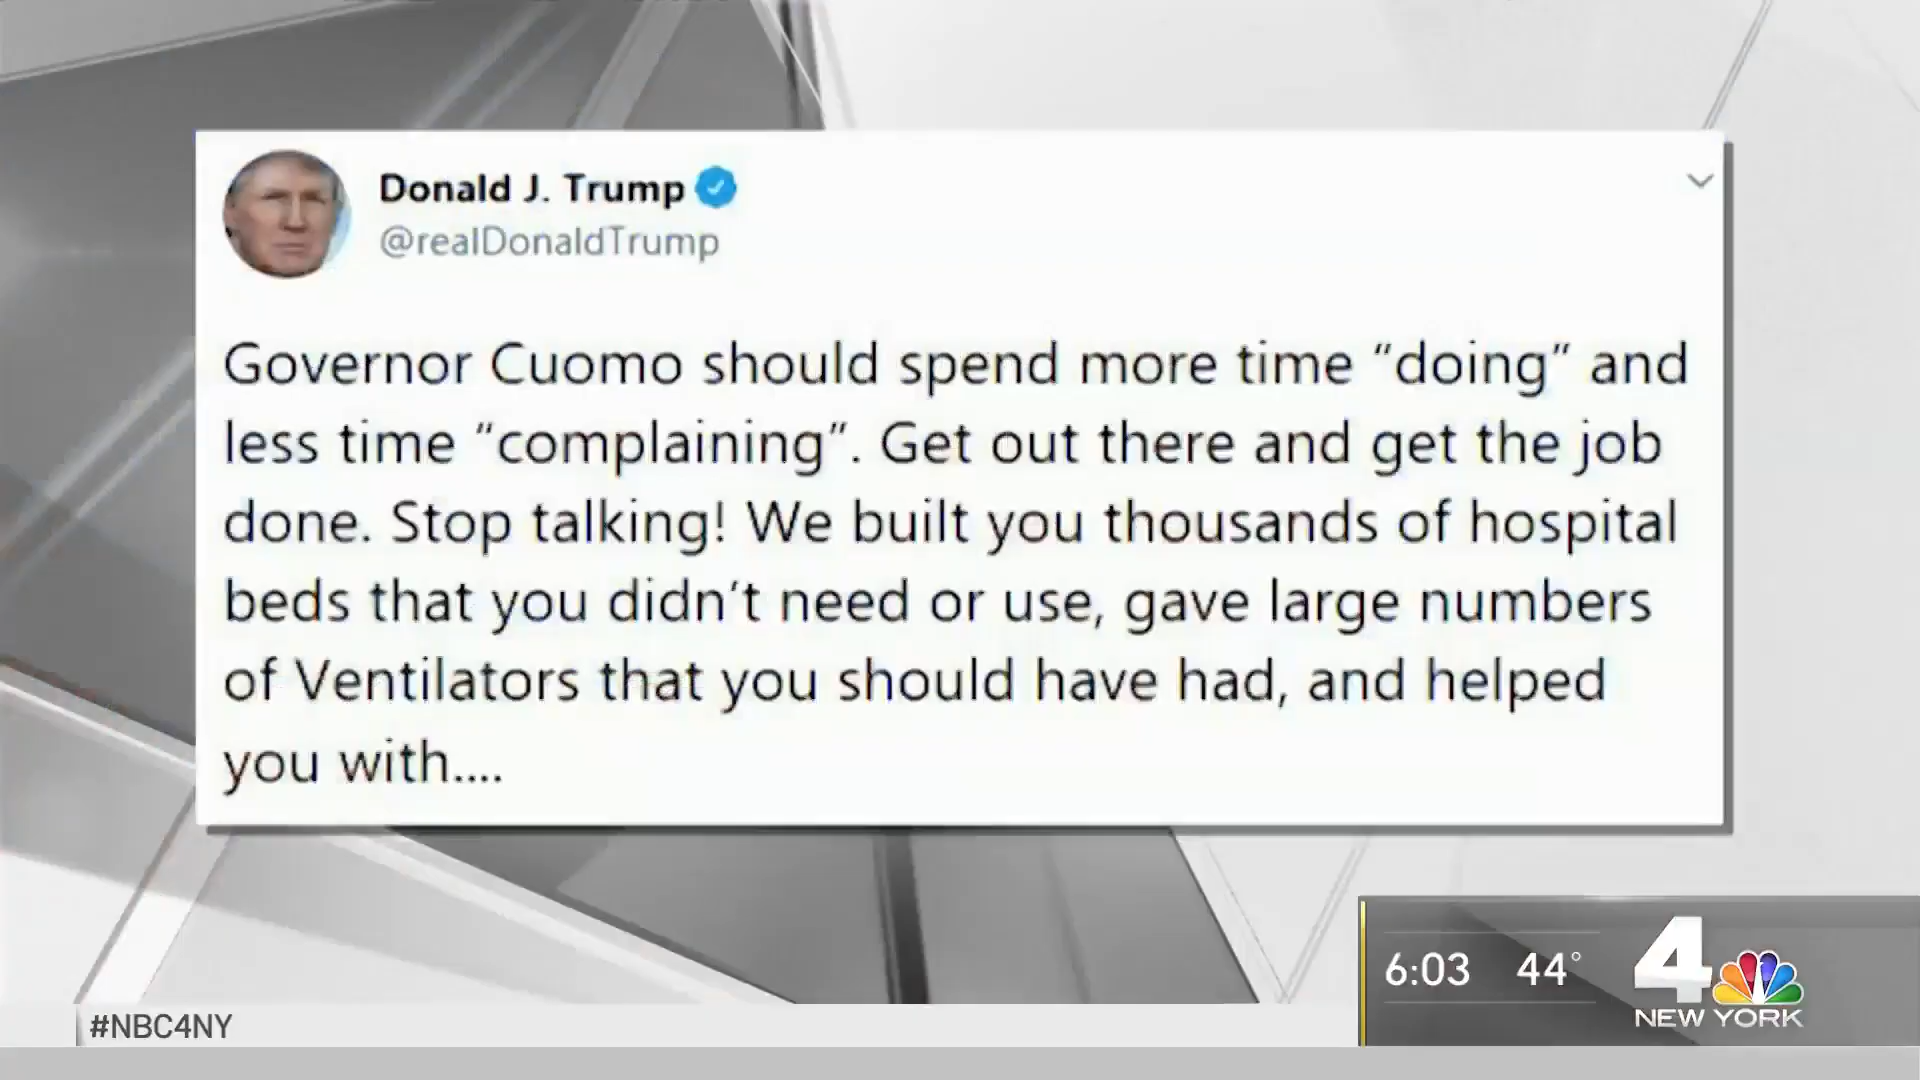 Donald J. Trump
@realDonaldTrump
Governor Cuomo should spend more time “doing” and
less time “complaining”. Get out there and get the job
done. Stop talking! We built you thousands of hospital
beds that you didn’t need or use, gave large numbers
of Ventilators that you should have had, and helped
you with....
6:03 44°
4
NEW YORK
#NBC4NY